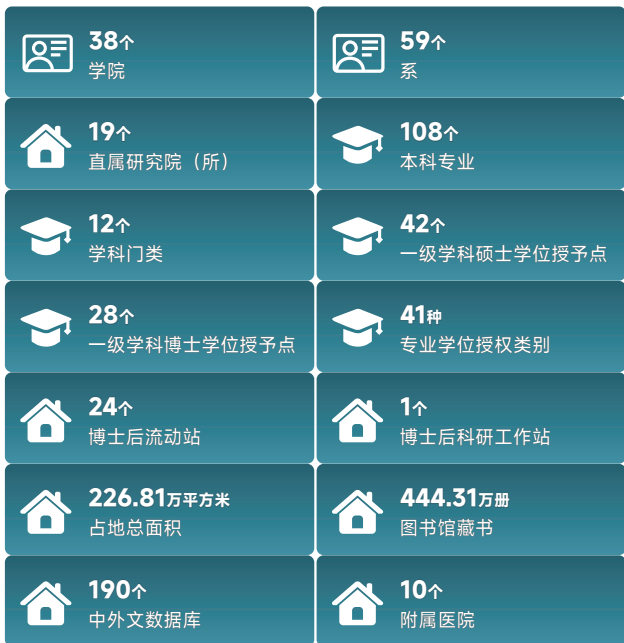 38个
学院
59个
系
19个
直属研究院（所）
108个
本科专业
12个
学科门类
42个
一级学科硕士学位授予点
28个
一级学科博士学位授予点
41种
专业学位授权类别
24个
博士后流动站
1个
博士后科研工作站
226.81万平方米
占地总面积
444.31万册
图书馆藏书
190个
中外文数据库
10个
附属医院